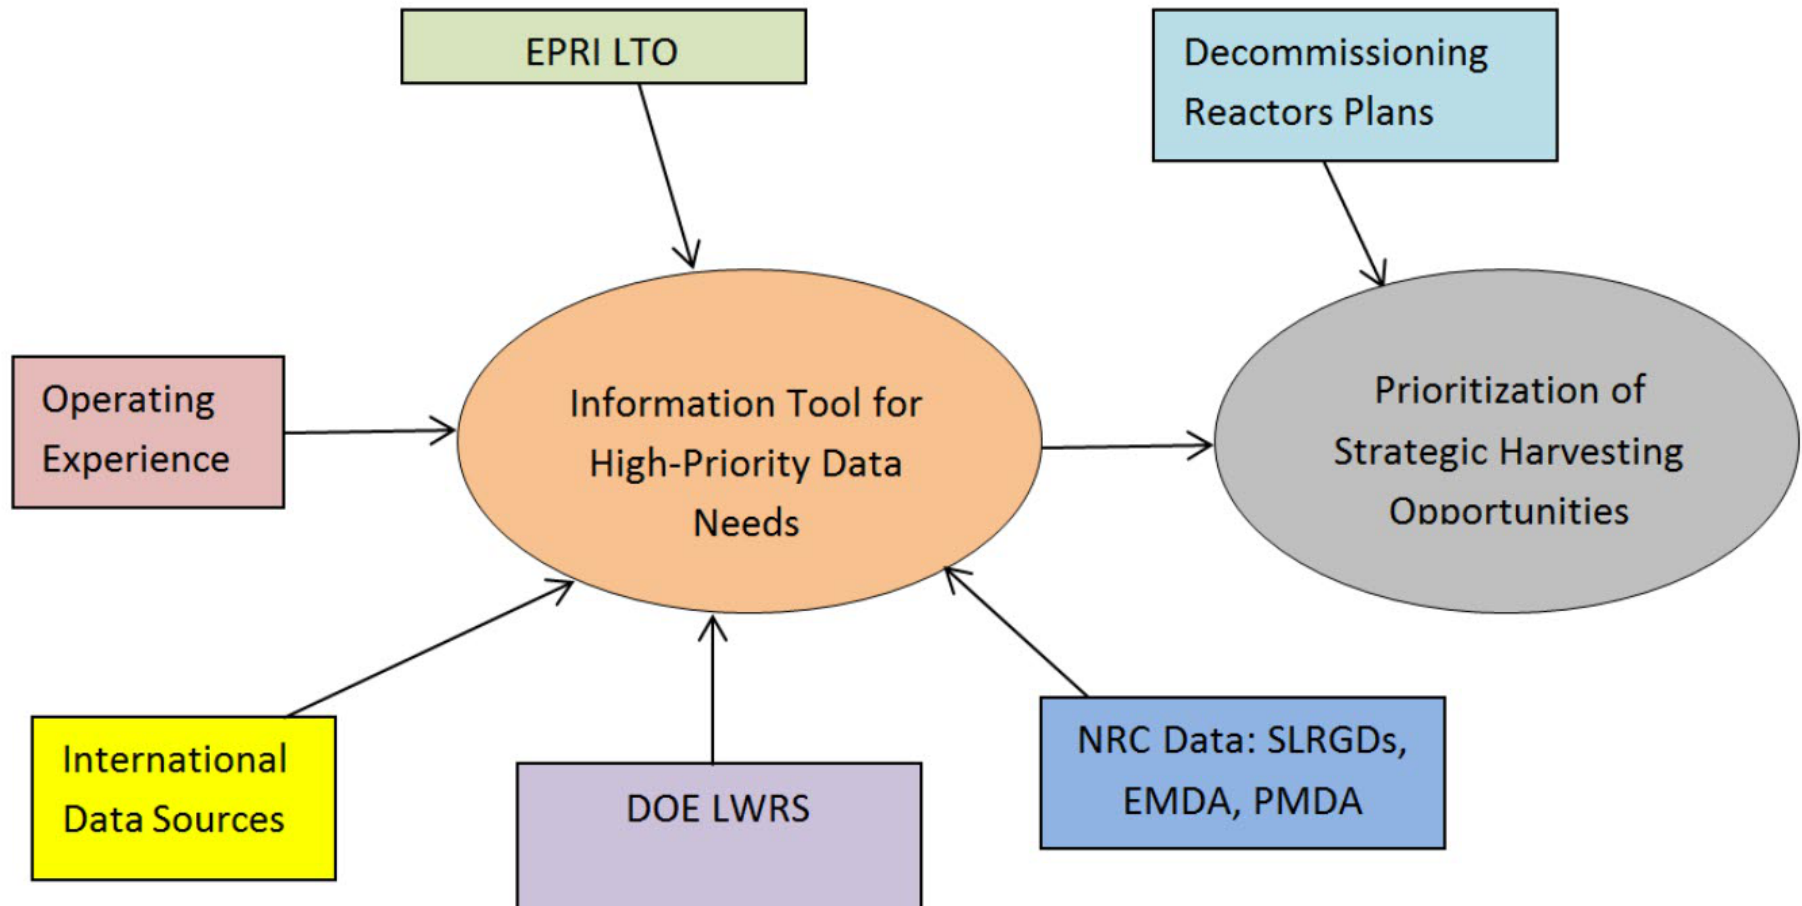 EPRI LTO
Decommissioning
Reactors Plans
Operating
Experience
Information Tool for
High-Priority Data
Needs
Prioritization of
Strategic Harvesting
Opportunities
International
Data Sources
DOE LWRS
NRC Data: SLRGDs,
EMDA, PMDA